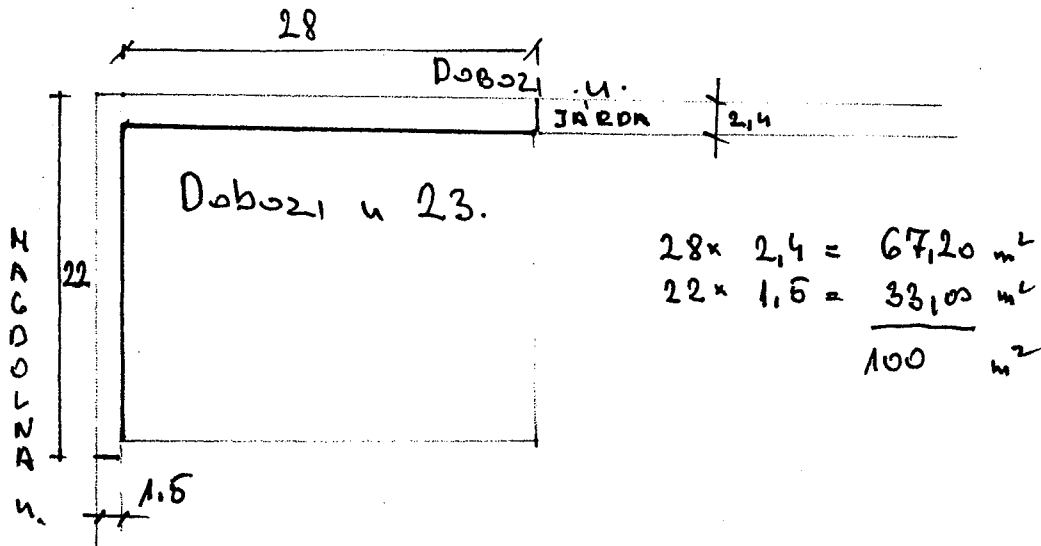 28
DOBOZI u.
JÁRDA
2,4
Dobozi u 23.
MAGDOLNA u.
22
28 x 2,4 = 67,20 m²
22 x 1,5 = 33,00 m²
100 m²
1.5